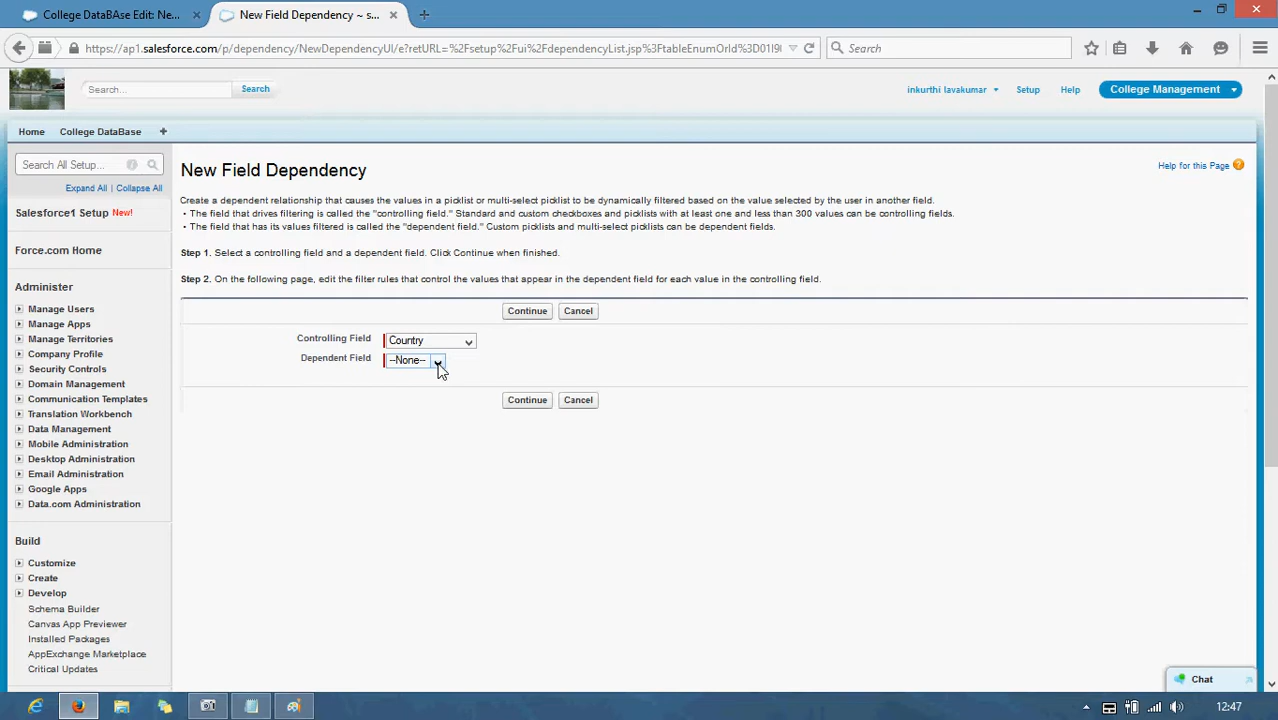 College DataBAse Edit: Ne...
New Field Dependency ~ s...
https://ap1.salesforce.com/p/dependency/NewDependencyUI/e?retURL=%2Fsetup%2Fui%2FdependencyList.jsp%3FtableEnumOrId%3D01I9(
Search
Search...
Search
inkurthi lavakumar
Setup
Help
College Management
Home
College DataBase
+
Search All Setup...
Expand All | Collapse All
Salesforce1 Setup New!
Force.com Home
Administer
Manage Users
Manage Apps
Manage Territories
Company Profile
Security Controls
Domain Management
Communication Templates
Translation Workbench
Data Management
Mobile Administration
Desktop Administration
Email Administration
Google Apps
Data.com Administration
Build
Customize
Create
Develop
Schema Builder
Canvas App Previewer
Installed Packages
AppExchange Marketplace
Critical Updates
New Field Dependency
Help for this Page
Create a dependent relationship that causes the values in a picklist or multi-select picklist to be dynamically filtered based on the value selected by the user in another field.
• The field that drives filtering is called the "controlling field." Standard and custom checkboxes and picklists with at least one and less than 300 values can be controlling fields.
• The field that has its values filtered is called the "dependent field." Custom picklists and multi-select picklists can be dependent fields.
Step 1. Select a controlling field and a dependent field. Click Continue when finished.
Step 2. On the following page, edit the filter rules that control the values that appear in the dependent field for each value in the controlling field.
Continue
Cancel
Controlling Field
Country
Dependent Field
--None--
Continue
Cancel
Chat
12:47